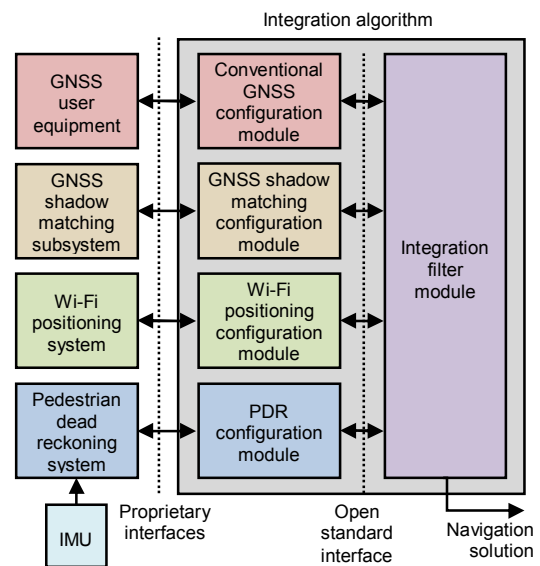 Integration algorithm
GNSS
user
equipment
Conventional
GNSS
configuration
module
GNSS
shadow
matching
subsystem
GNSS shadow
matching
configuration
module
Integration
filter
module
Wi-Fi
positioning
system
Wi-Fi
positioning
configuration
module
Pedestrian
dead
reckoning
system
PDR
configuration
module
IMU
Proprietary
interfaces
Open
standard
interface
Navigation
solution